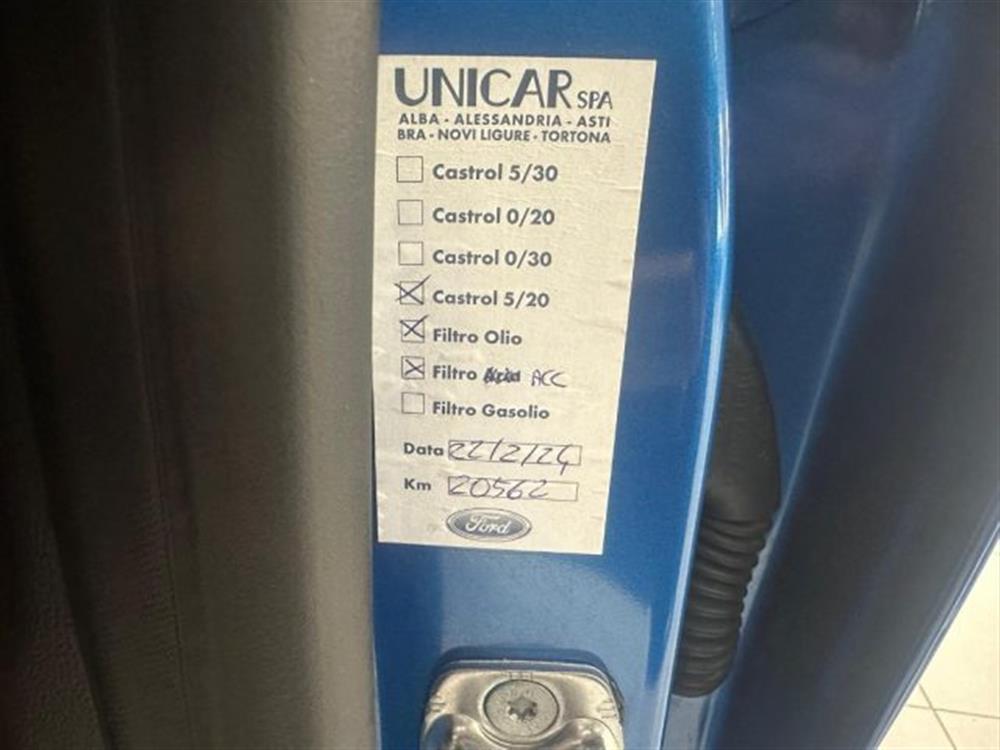 UNICAR SPA
ALBA - ALESSANDRIA - ASTI
BRA - NOVI LIGURE - TORTONA
Castrol 5/30
Castrol 0/20
Castrol 0/30
Castrol 5/20
Filtro Olio
Filtro Aria ACC
Filtro Gasolio
Data 22/2/24
Km 20562
Ford